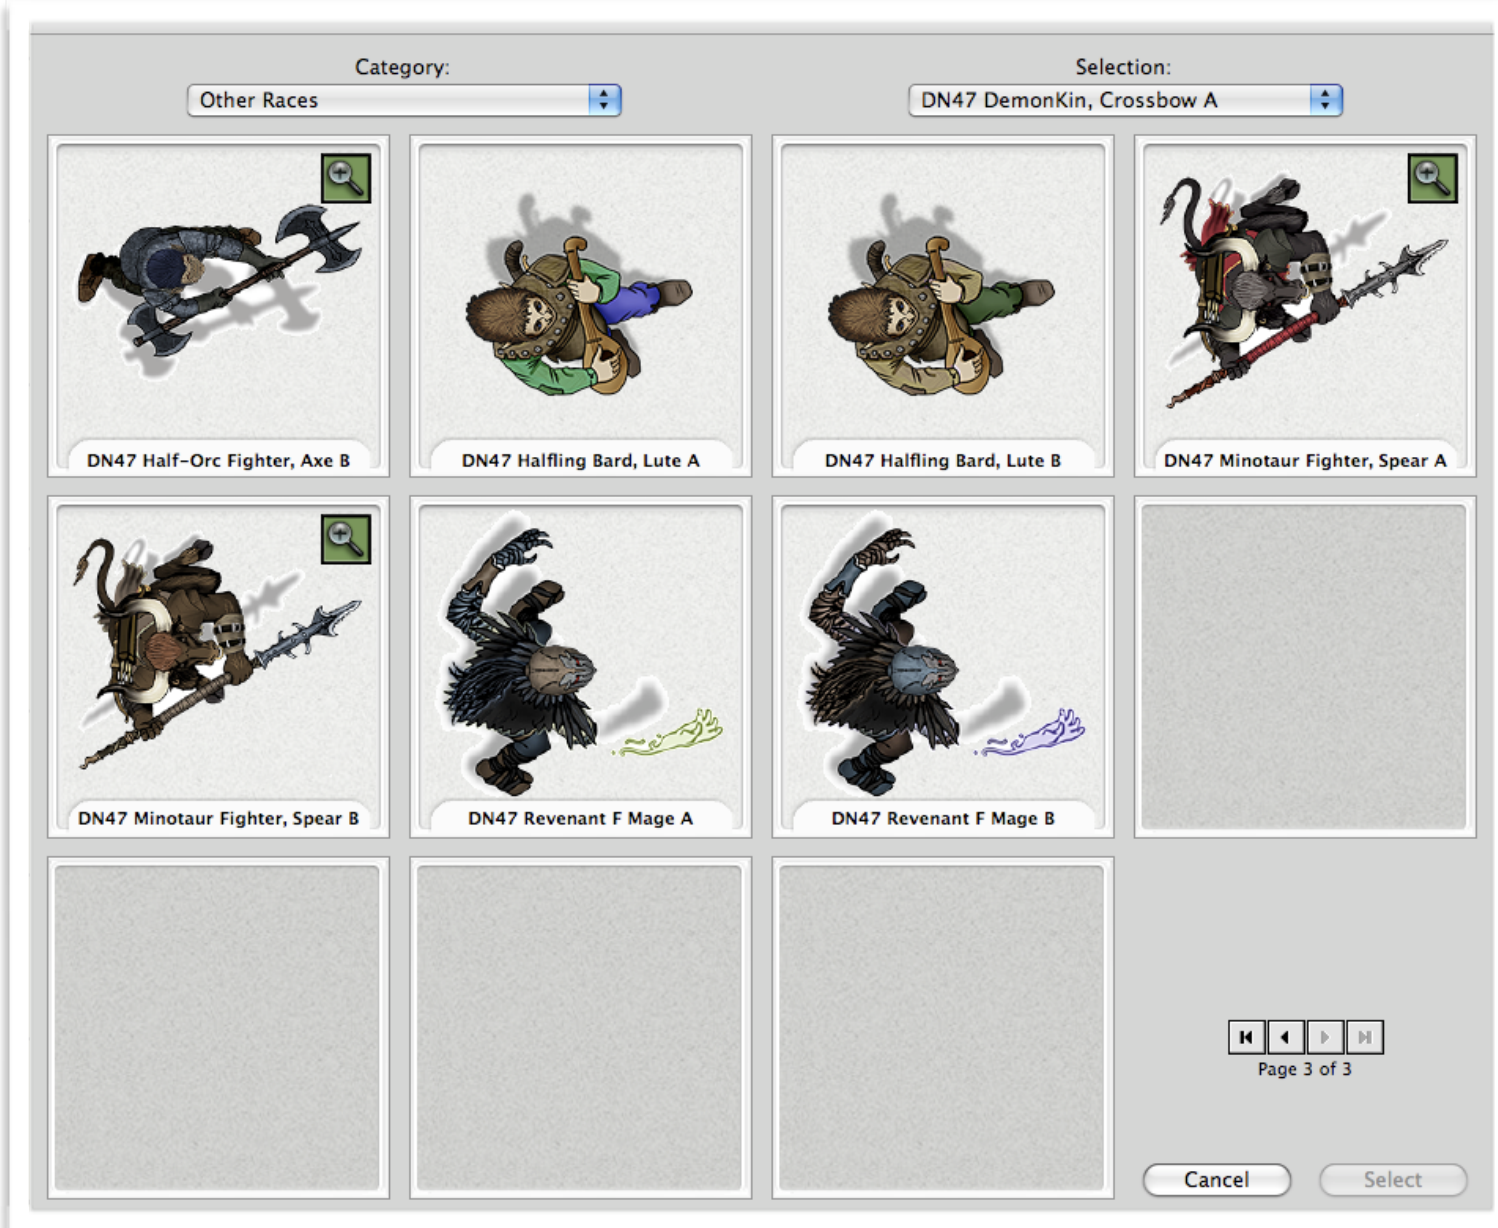 Category:
Selection:
Other Races
DN47 DemonKin, Crossbow A
DN47 Half-Orc Fighter, Axe B
DN47 Halfling Bard, Lute A
DN47 Halfling Bard, Lute B
DN47 Minotaur Fighter, Spear A
DN47 Minotaur Fighter, Spear B
DN47 Revenant F Mage A
DN47 Revenant F Mage B
Page 3 of 3
Cancel
Select